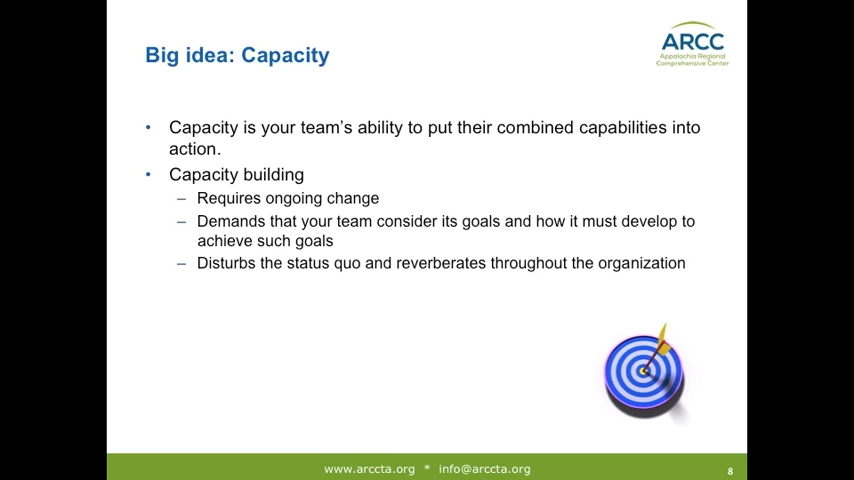 Big idea: Capacity
ARCC
Appalachia Regional
Comprehensive Center
• Capacity is your team's ability to put their combined capabilities into
action.
• Capacity building
– Requires ongoing change
– Demands that your team consider its goals and how it must develop to
achieve such goals
– Disturbs the status quo and reverberates throughout the organization
www.arccta.org * info@arccta.org
8